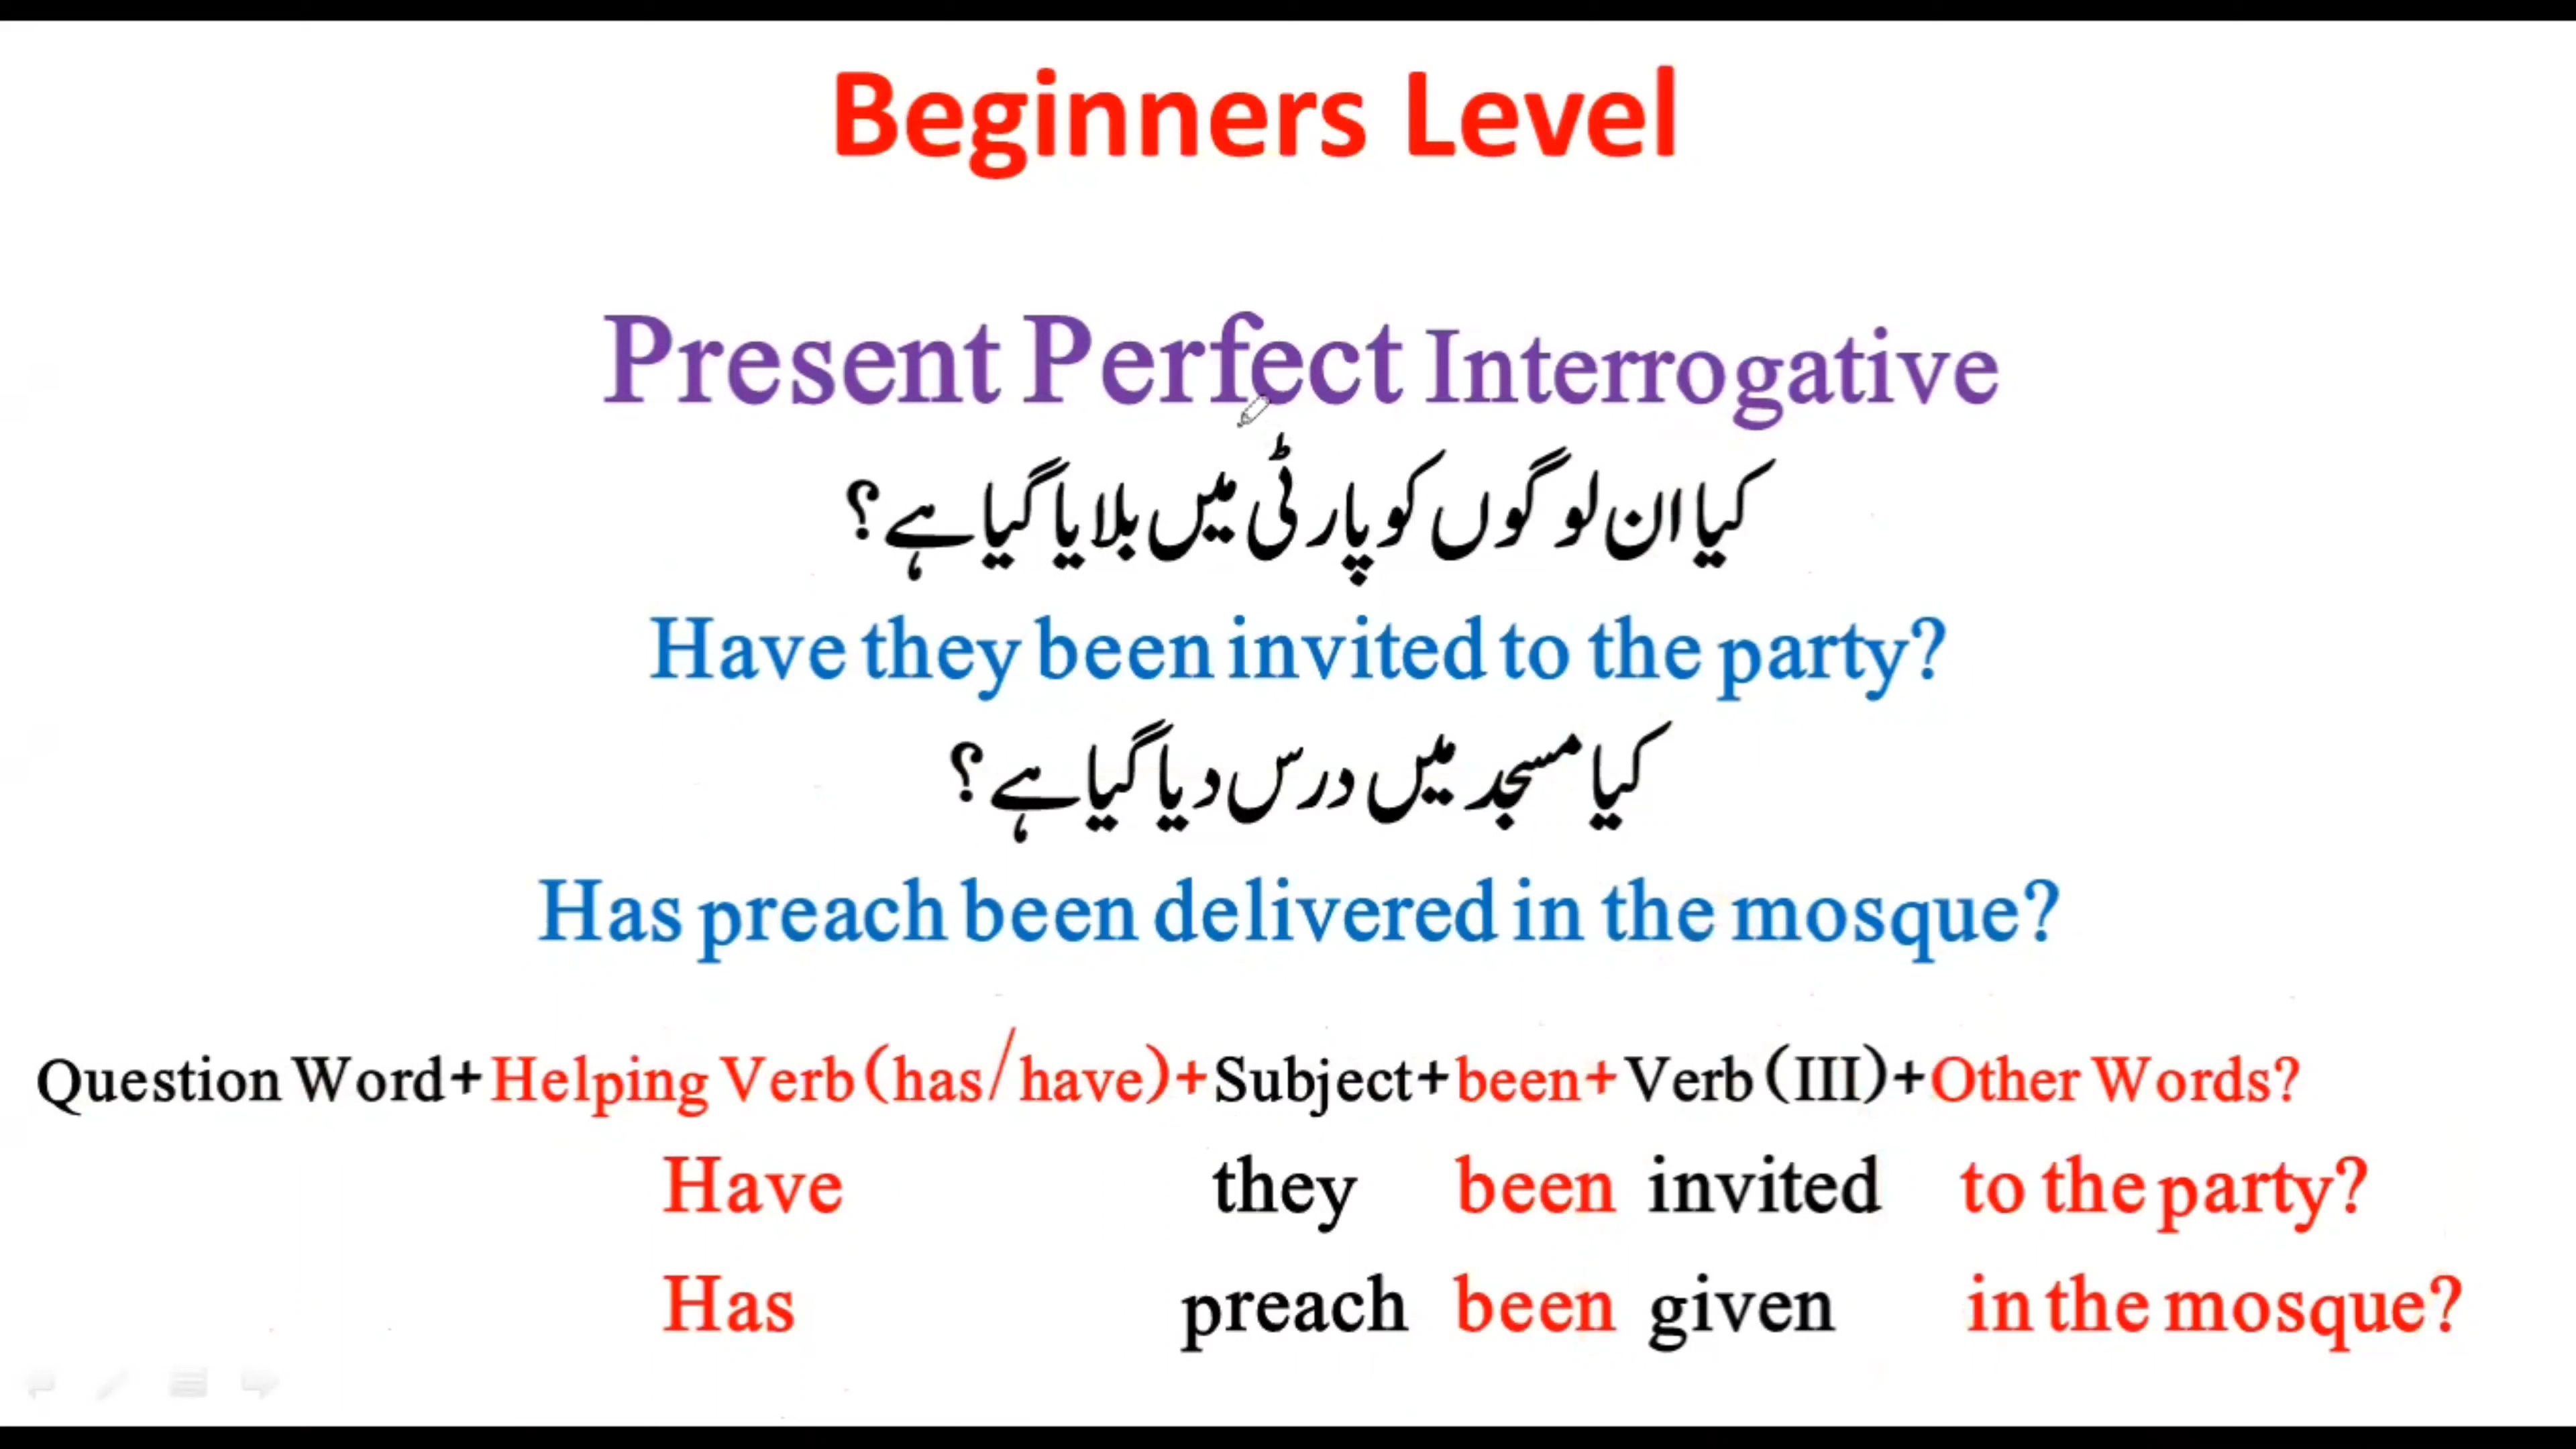 Beginners Level
Present Perfect Interrogative
کیا ان لوگوں کو پارٹی میں بلایا گیا ہے؟
Have they been invited to the party?
کیا مسجد میں درس دیا گیا ہے؟
Has preach been delivered in the mosque?
Question Word+Helping Verb(has/have)+Subject+been+Verb(III)+Other Words?
Have they been invited to the party?
Has preach been given in the mosque?